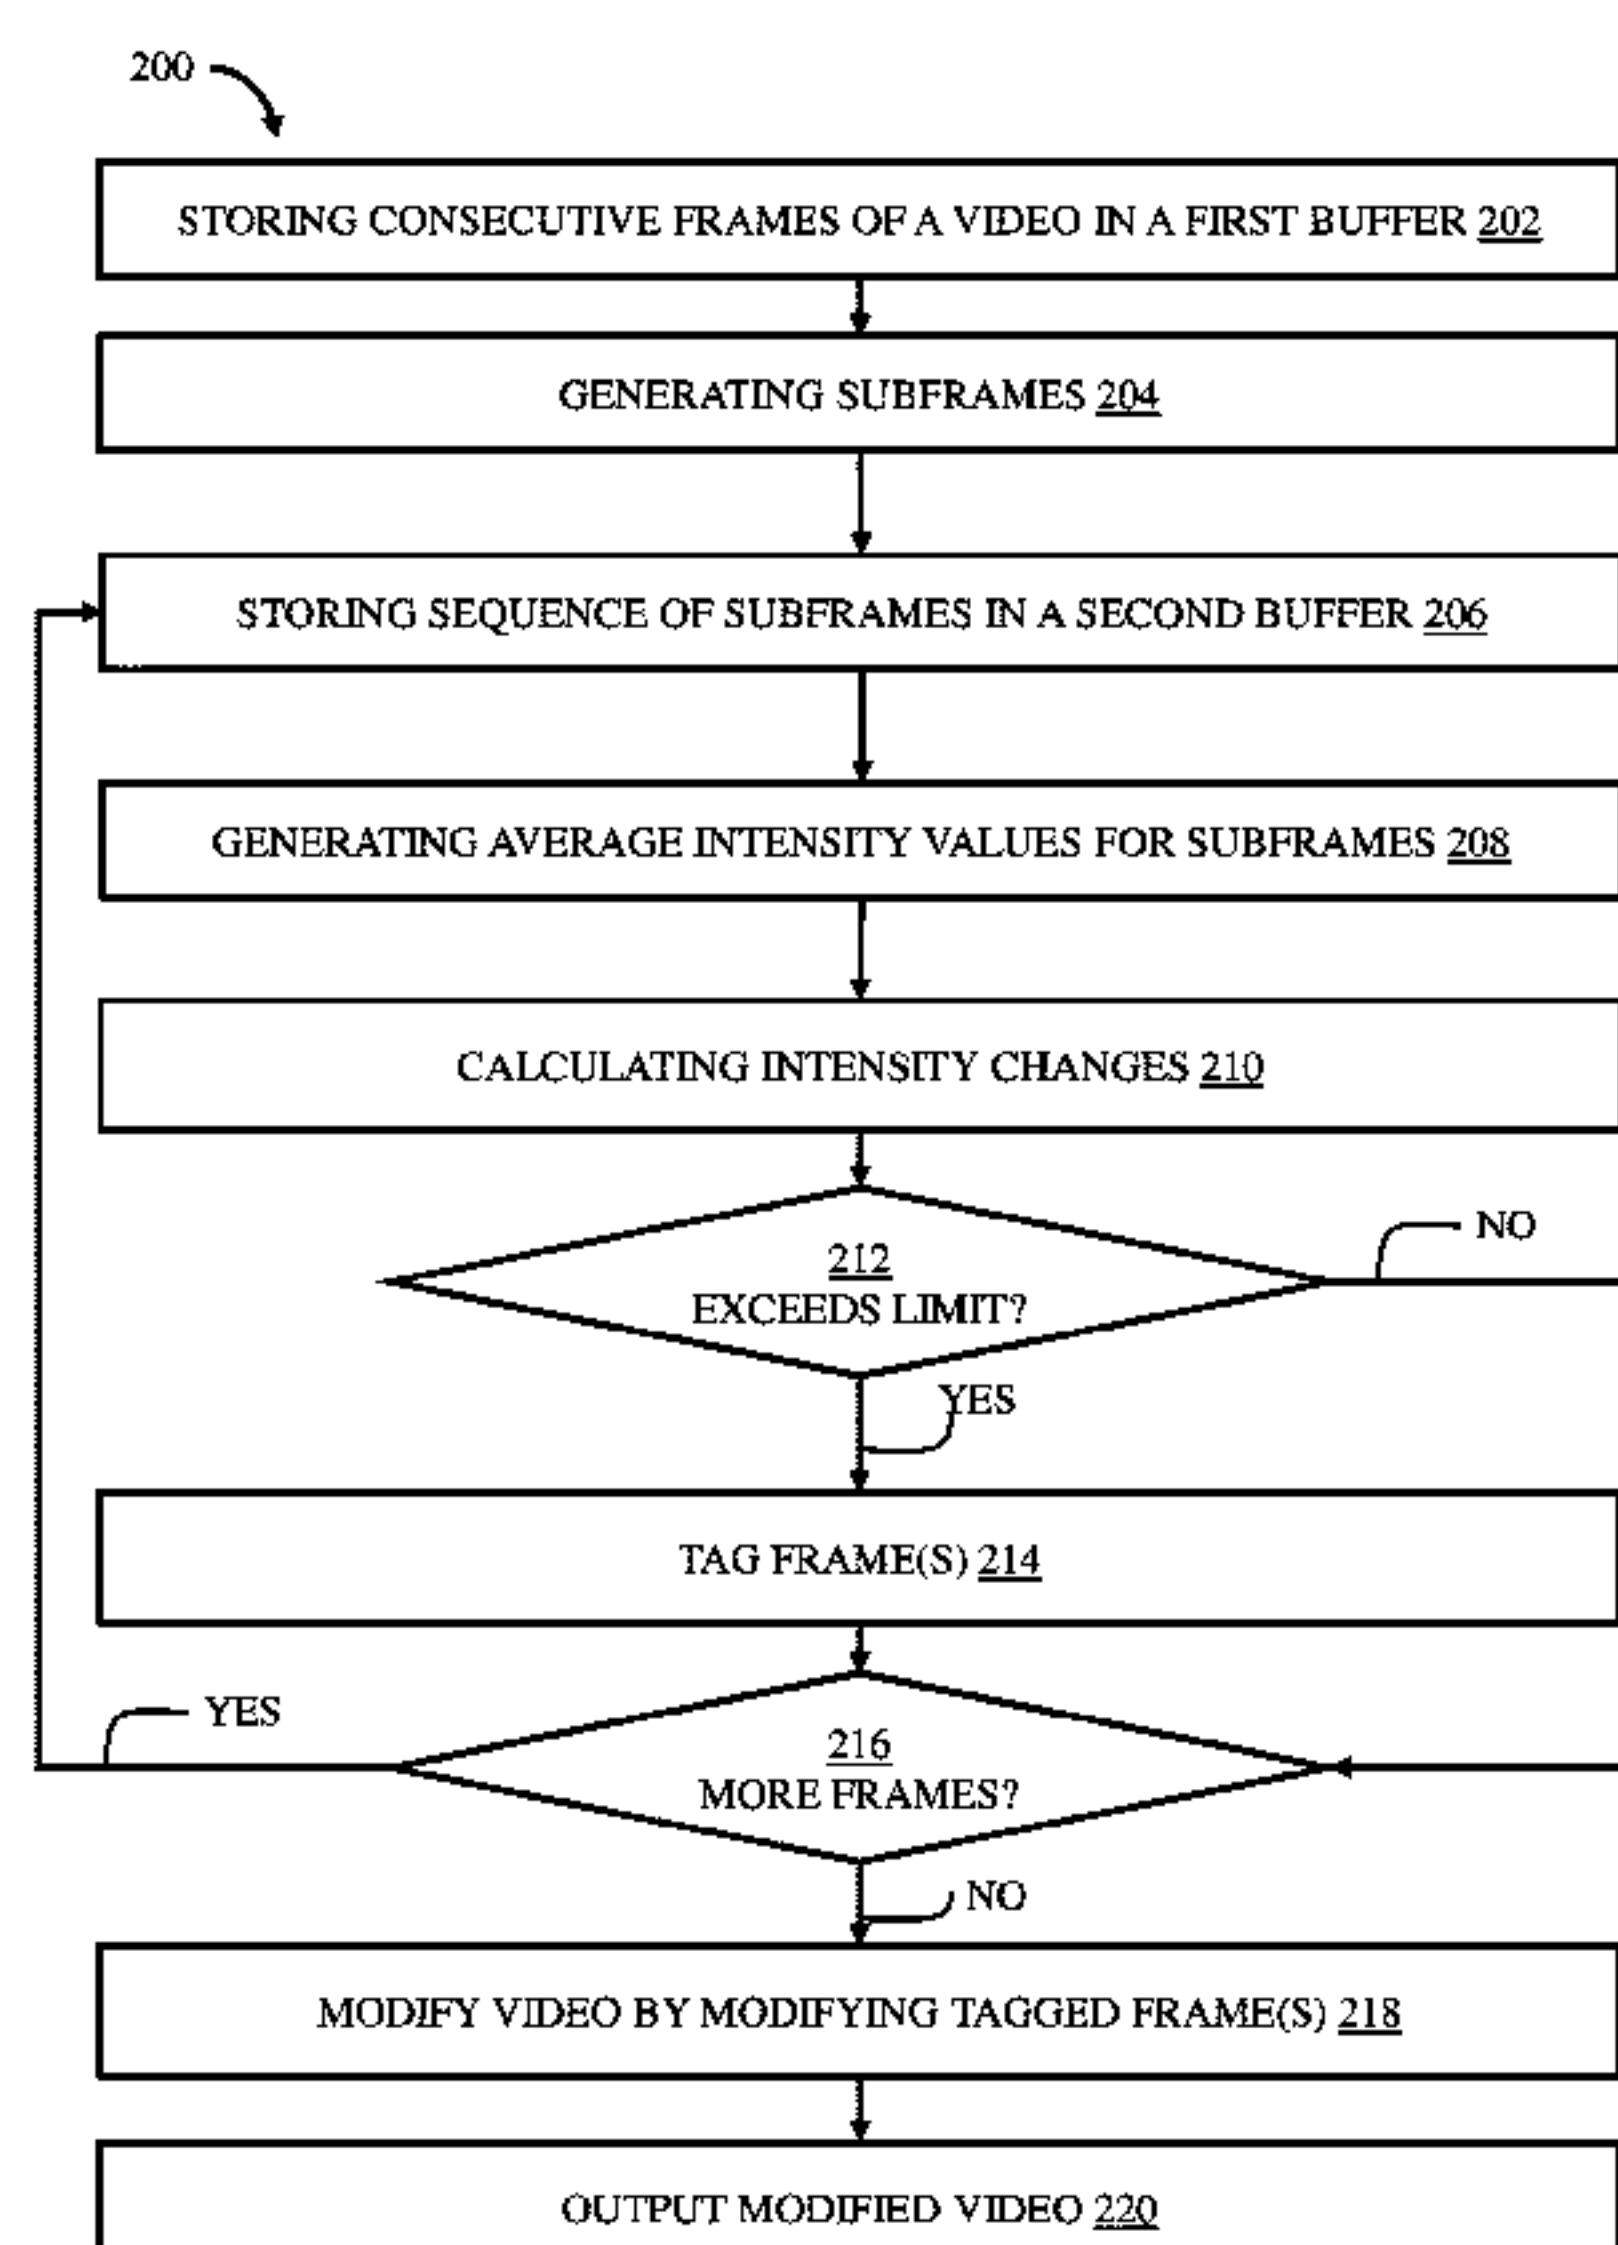 200
STORING CONSECUTIVE FRAMES OF A VIDEO IN A FIRST BUFFER 202
GENERATING SUBFRAMES 204
STORING SEQUENCE OF SUBFRAMES IN A SECOND BUFFER 206
GENERATING AVERAGE INTENSITY VALUES FOR SUBFRAMES 208
CALCULATING INTENSITY CHANGES 210
NO
212
EXCEEDS LIMIT?
YES
TAG FRAME(S) 214
YES
216
MORE FRAMES?
NO
MODIFY VIDEO BY MODIFYING TAGGED FRAME(S) 218
OUTPUT MODIFIED VIDEO 220